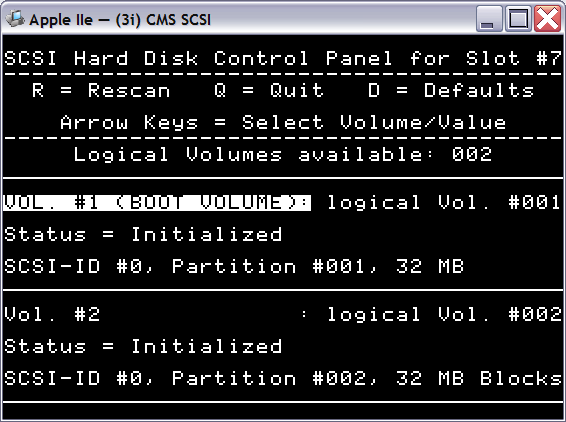 Apple IIe — (3i) CMS SCSI
SCSI Hard Disk Control Panel for Slot #7
R = Rescan Q = Quit D = Defaults
Arrow Keys = Select Volume/Value
Logical Volumes available: 002
VOL. #1 (BOOT VOLUME): logical Vol. #001
Status = Initialized
SCSI-ID #0, Partition #001, 32 MB
Vol. #2 : logical Vol. #002
Status = Initialized
SCSI-ID #0, Partition #002, 32 MB Blocks